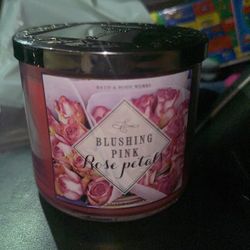 BATH & BODY WORKS
BLUSHING
PINK
Rose petals